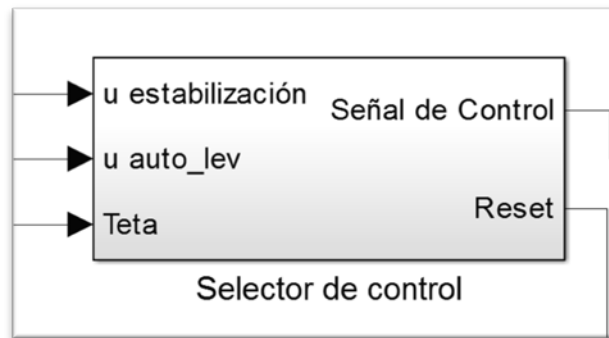 u estabilización
Señal de Control
u auto_lev
Teta
Reset
Selector de control